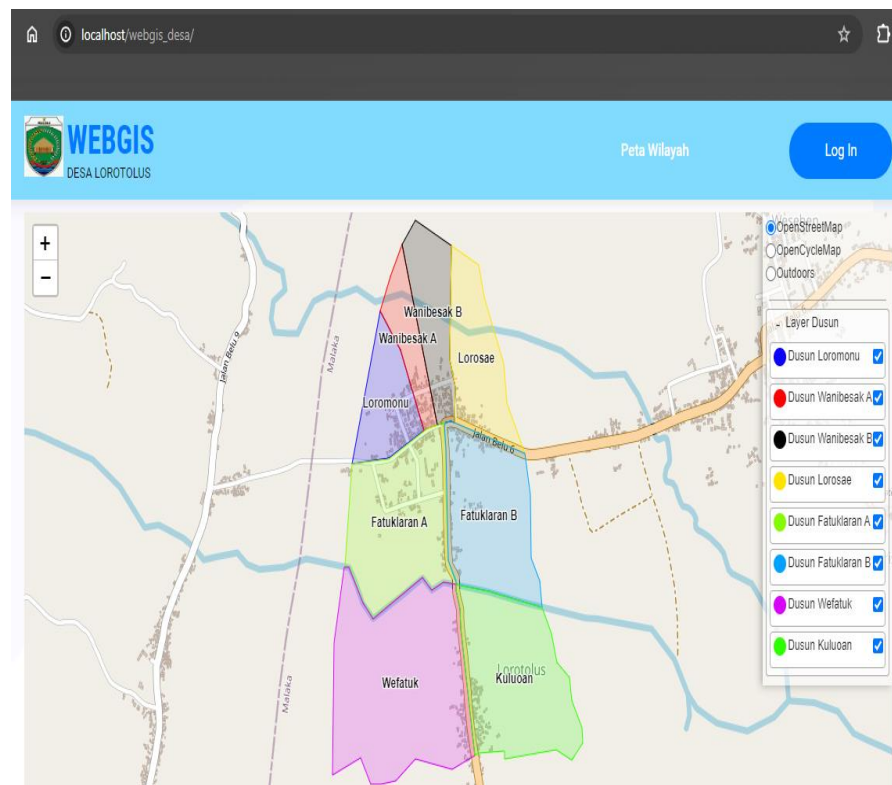 localhost/webgis_desa/
WEBGIS
DESA LOROTOLUS
Peta Wilayah
Log In
+
−
OpenStreetMap
OpenCycleMap
Outdoors
- Layer Dusun
Dusun Loromonu
Dusun Wanibesak A
Dusun Wanibesak B
Dusun Lorosae
Dusun Fatuklaran A
Dusun Fatuklaran B
Dusun Wefatuk
Dusun Kuluoan
Wanibesak B
Wanibesak A
Lorosae
Loromonu
Jalan Belu 9
Malaka
Jalan Belu 9
Fatuklaran A
Fatuklaran B
Lorotolus
Kuluoan
Wefatuk
Malaka